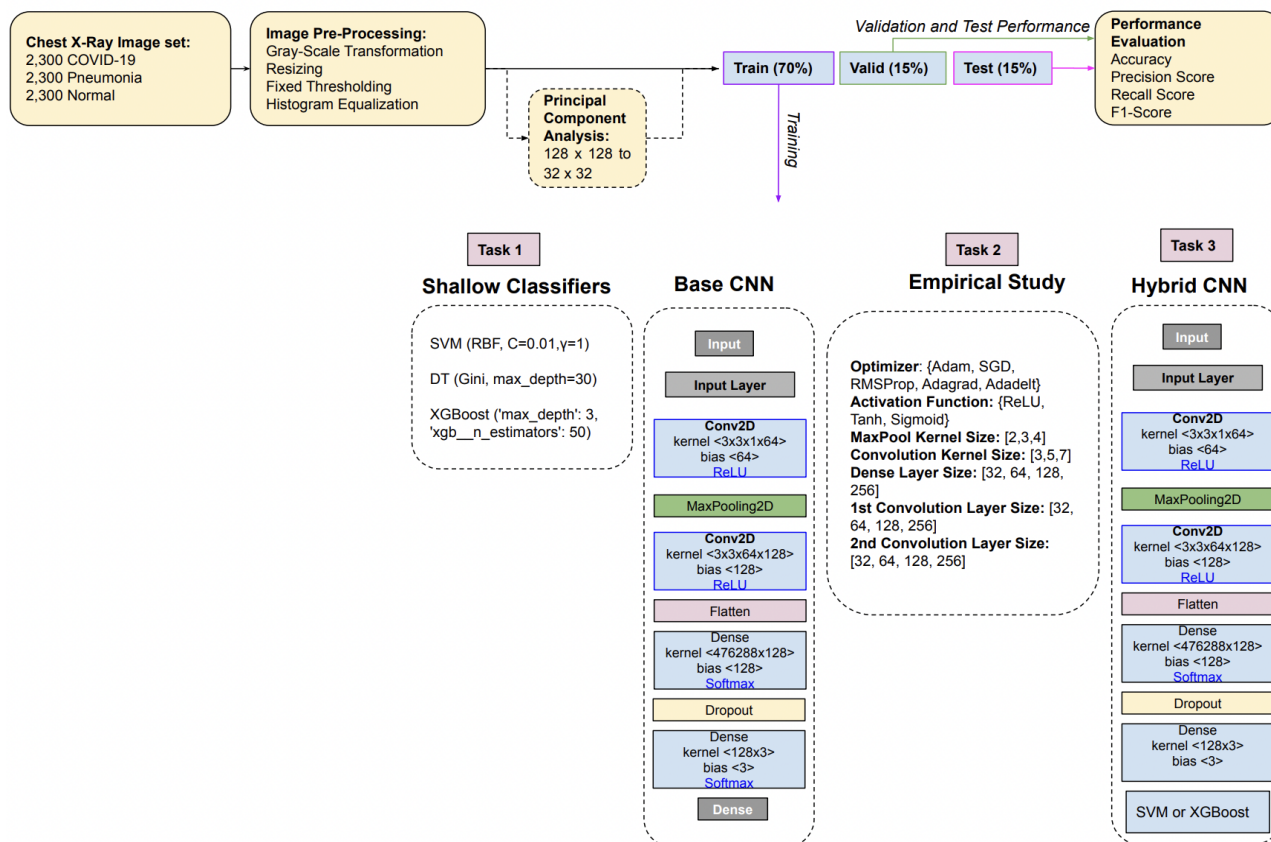 Chest X-Ray Image set:
2,300 COVID-19
2,300 Pneumonia
2,300 Normal
Image Pre-Processing:
Gray-Scale Transformation
Resizing
Fixed Thresholding
Histogram Equalization
Principal
Component
Analysis:
128 x 128 to
32 x 32
Train (70%)
Valid (15%)
Test (15%)
Validation and Test Performance
Performance
Evaluation
Accuracy
Precision Score
Recall Score
F1-Score
Training
Task 1
Shallow Classifiers
SVM (RBF, C=0.01,γ=1)
DT (Gini, max_depth=30)
XGBoost ('max_depth': 3,
'xgb__n_estimators': 50)
Base CNN
Input
Input Layer
Conv2D
kernel <3x3x1x64>
bias <64>
ReLU
MaxPooling2D
Conv2D
kernel <3x3x64x128>
bias <128>
ReLU
Flatten
Dense
kernel <476288x128>
bias <128>
Softmax
Dropout
Dense
kernel <128x3>
bias <3>
Softmax
Dense
Task 2
Empirical Study
Optimizer: {Adam, SGD,
RMSProp, Adagrad, Adadelt}
Activation Function: {ReLU,
Tanh, Sigmoid}
MaxPool Kernel Size: [2,3,4]
Convolution Kernel Size: [3,5,7]
Dense Layer Size: [32, 64, 128,
256]
1st Convolution Layer Size: [32,
64, 128, 256]
2nd Convolution Layer Size:
[32, 64, 128, 256]
Task 3
Hybrid CNN
Input
Input Layer
Conv2D
kernel <3x3x1x64>
bias <64>
ReLU
MaxPooling2D
Conv2D
kernel <3x3x64x128>
bias <128>
ReLU
Flatten
Dense
kernel <476288x128>
bias <128>
Softmax
Dropout
Dense
kernel <128x3>
bias <3>
SVM or XGBoost